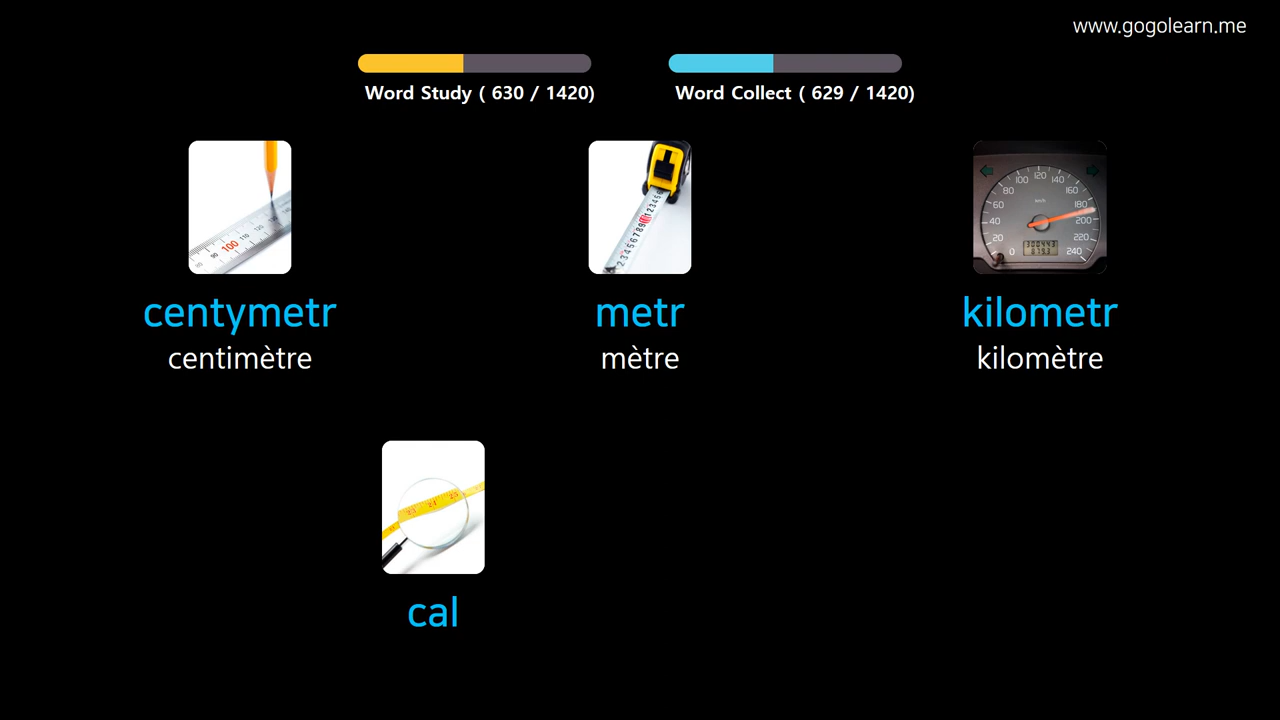 www.gogolearn.me
Word Study ( 630 / 1420)
Word Collect ( 629 / 1420)
centymetr
centimètre
metr
mètre
kilometr
kilomètre
cal